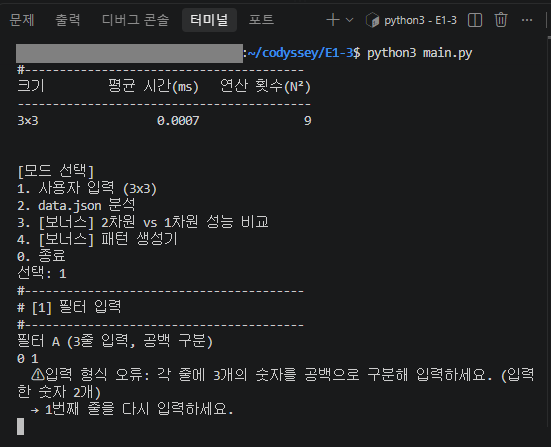 문제 출력 디버그 콘솔 터미널 포트 python3 - E1-3
:~/codyssey/E1-3$ python3 main.py
#----------------------------------------
크기 평균 시간(ms) 연산 횟수(N²)
-----------------------------------------
3x3 0.0007 9
[모드 선택]
1. 사용자 입력 (3x3)
2. data.json 분석
3. [보너스] 2차원 vs 1차원 성능 비교
4. [보너스] 패턴 생성기
0. 종료
선택: 1
#----------------------------------------
# [1] 필터 입력
#----------------------------------------
필터 A (3줄 입력, 공백 구분)
0 1
⚠입력 형식 오류: 각 줄에 3개의 숫자를 공백으로 구분해 입력하세요. (입력
한 숫자 2개)
→ 1번째 줄을 다시 입력하세요.